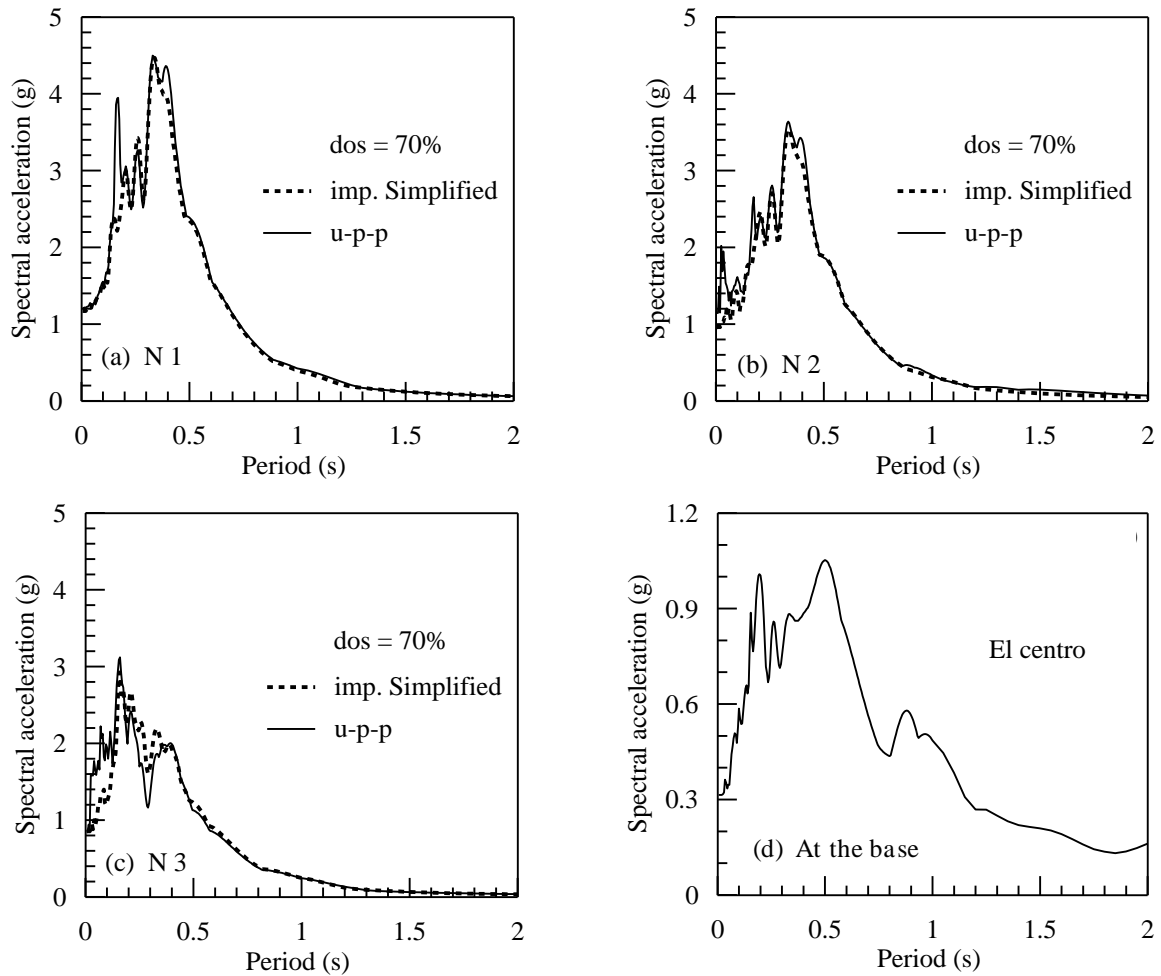 5
4
3
2
1
0
Spectral acceleration (g)
dos = 70%
imp. Simplified
u-p-p
(a) N 1
0 0.5 1 1.5 2
Period (s)
5
4
3
2
1
0
Spectral acceleration (g)
dos = 70%
imp. Simplified
u-p-p
(b) N 2
0 0.5 1 1.5 2
Period (s)
5
4
3
2
1
0
Spectral acceleration (g)
dos = 70%
imp. Simplified
u-p-p
(c) N 3
0 0.5 1 1.5 2
Period (s)
1.2
0.9
0.6
0.3
0
Spectral acceleration (g)
El centro
(d) At the base
0 0.5 1 1.5 2
Period (s)